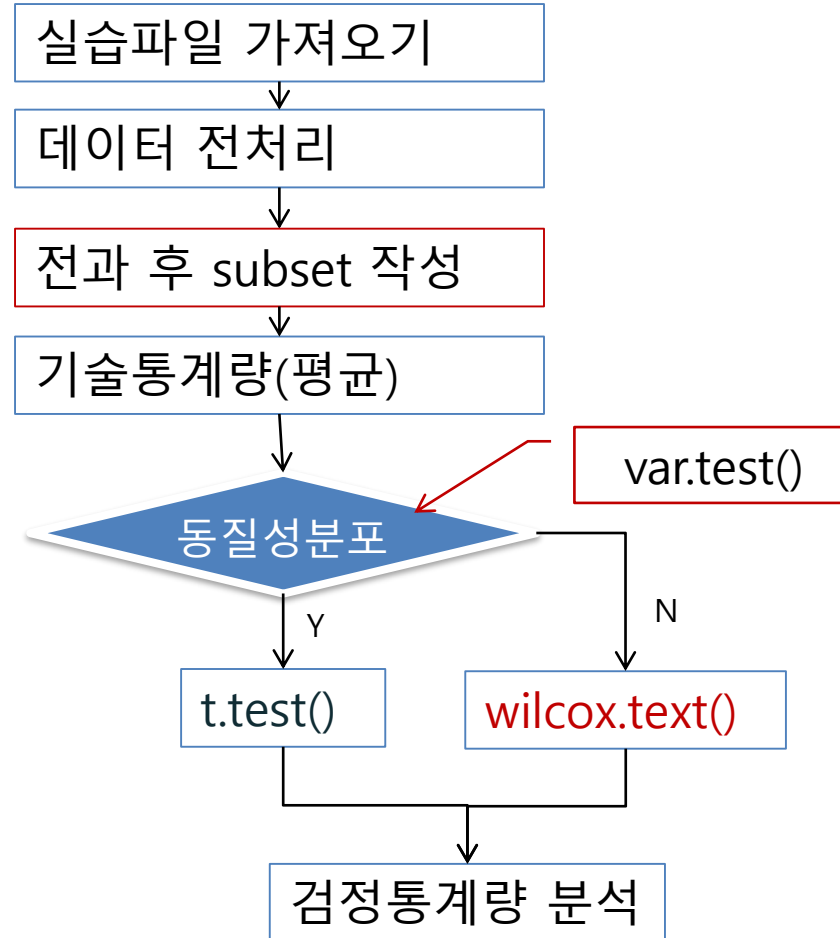 실습파일 가져오기
데이터 전처리
전과 후 subset 작성
기술통계량(평균)
var.test()
동질성분포
Y
N
t.test()
wilcox.text()
검정통계량 분석